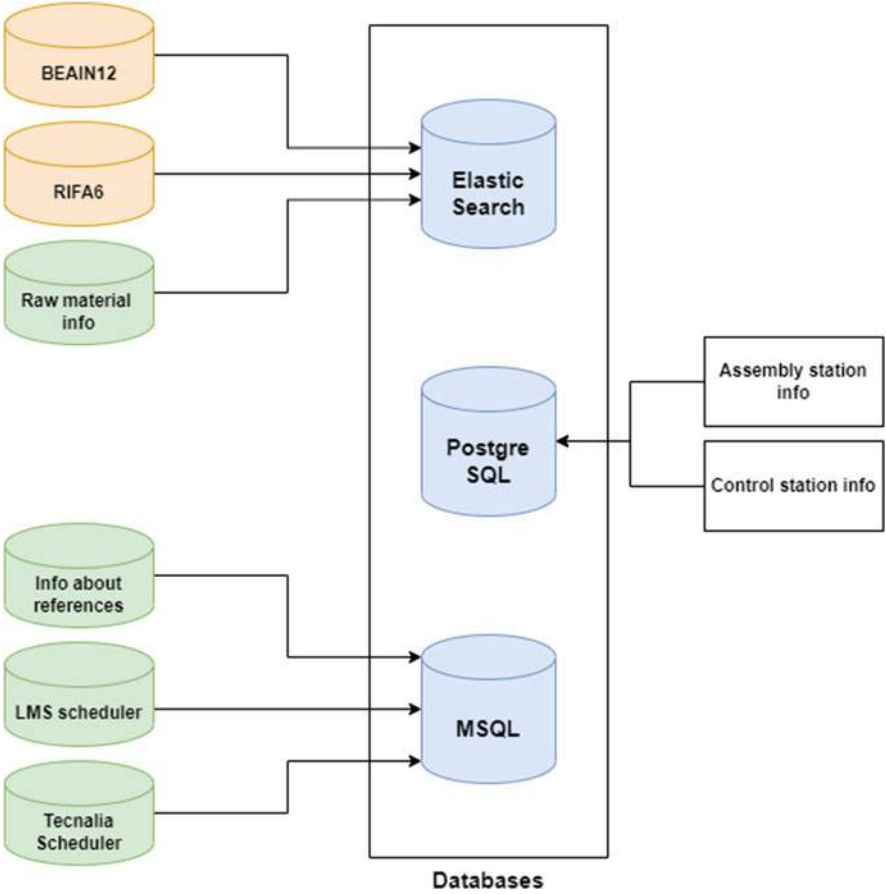 BEAIN12
RIFA6
Raw material
info
Elastic
Search
Postgre
SQL
Assembly station
info
Control station info
Info about
references
LMS scheduler
Tecnalia
Scheduler
MSQL
Databases